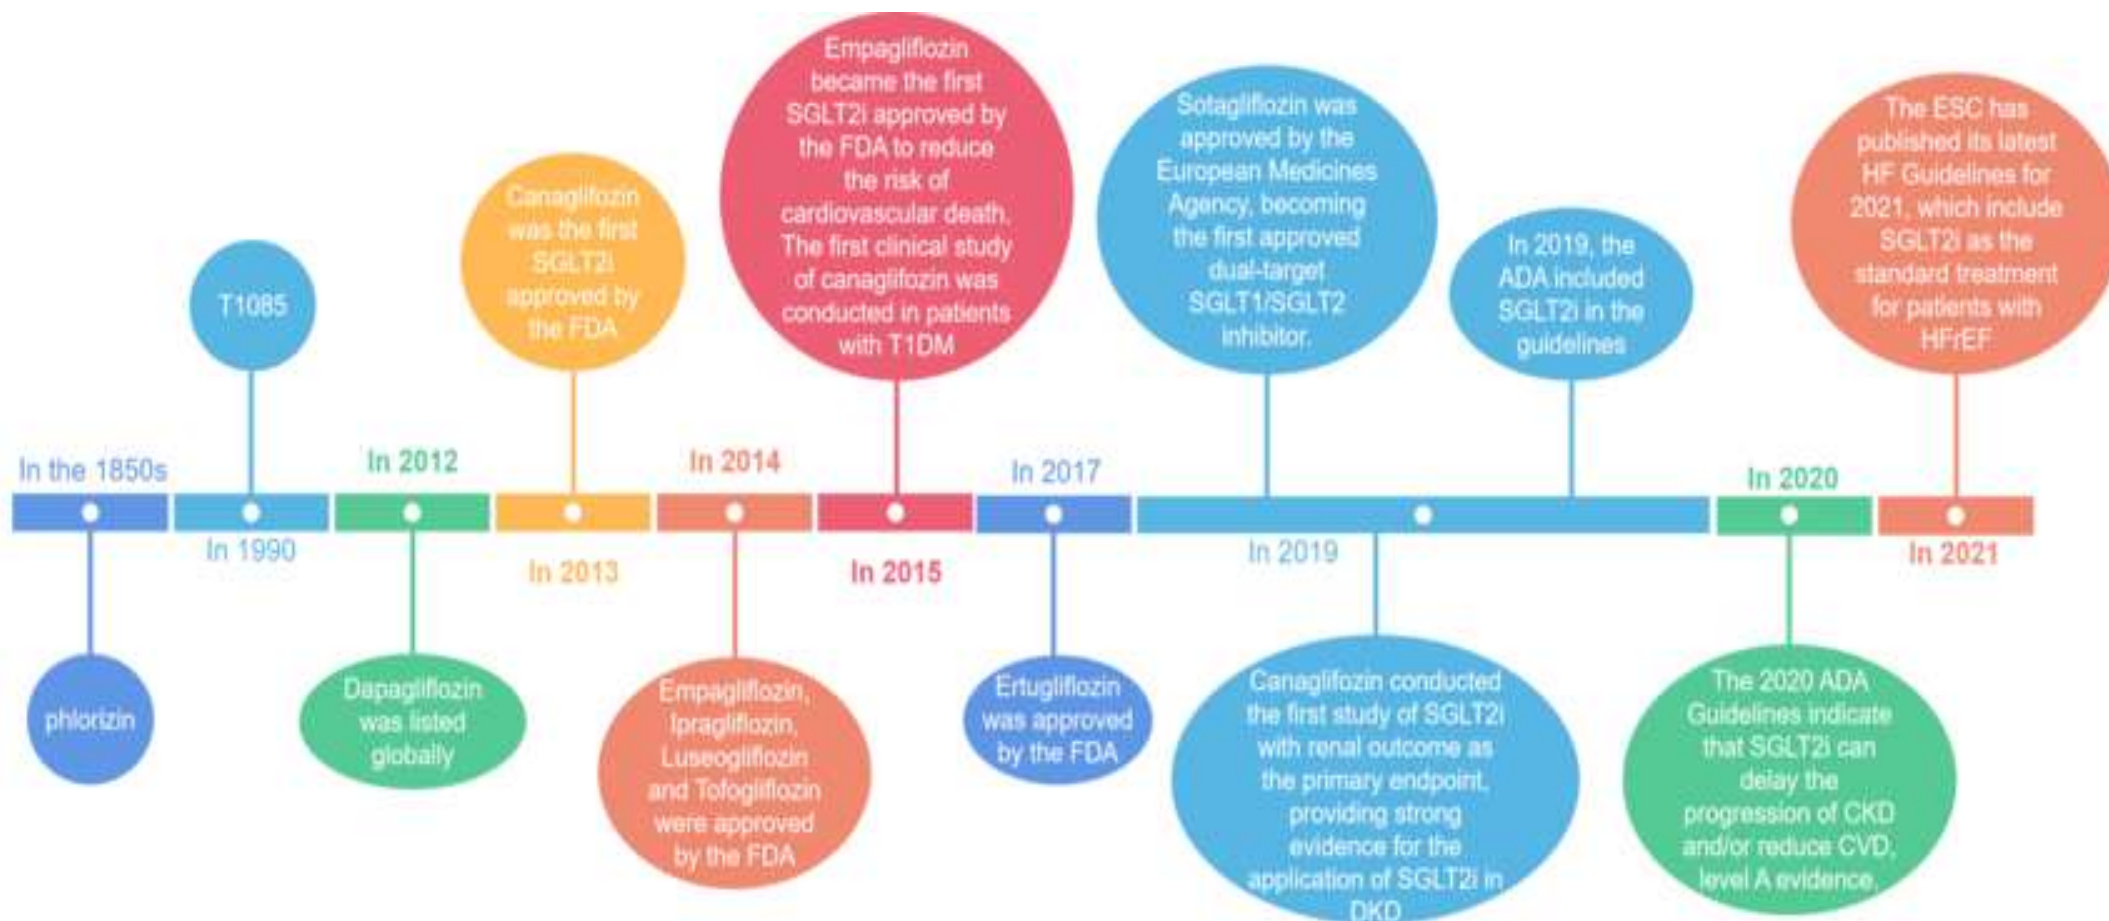 In the 1850s
phlorizin
T1085
In 1990
In 2012
Dapagliflozin
was listed
globally
Canaglifozin
was the first
SGLT2i
approved by
the FDA
In 2013
In 2014
Empagliflozin,
Ipragliflozin,
Luseogliflozin
and Tofogliflozin
were approved
by the FDA
Empagliflozin
became the first
SGLT2i approved by
the FDA to reduce
the risk of
cardiovascular death.
The first clinical study
of canaglifozin was
conducted in patients
with T1DM
In 2015
In 2017
Ertugliflozin
was approved
by the FDA
Sotagliflozin was
approved by the
European Medicines
Agency, becoming
the first approved
dual-target
SGLT1/SGLT2
inhibitor.
In 2019
Canaglifozin conducted
the first study of SGLT2i
with renal outcome as
the primary endpoint,
providing strong
evidence for the
application of SGLT2i in
DKD
In 2019, the
ADA included
SGLT2i in the
guidelines
In 2020
The 2020 ADA
Guidelines indicate
that SGLT2i can
delay the
progression of CKD
and/or reduce CVD,
level A evidence.
The ESC has
published its latest
HF Guidelines for
2021, which include
SGLT2i as the
standard treatment
for patients with
HFrEF
In 2021